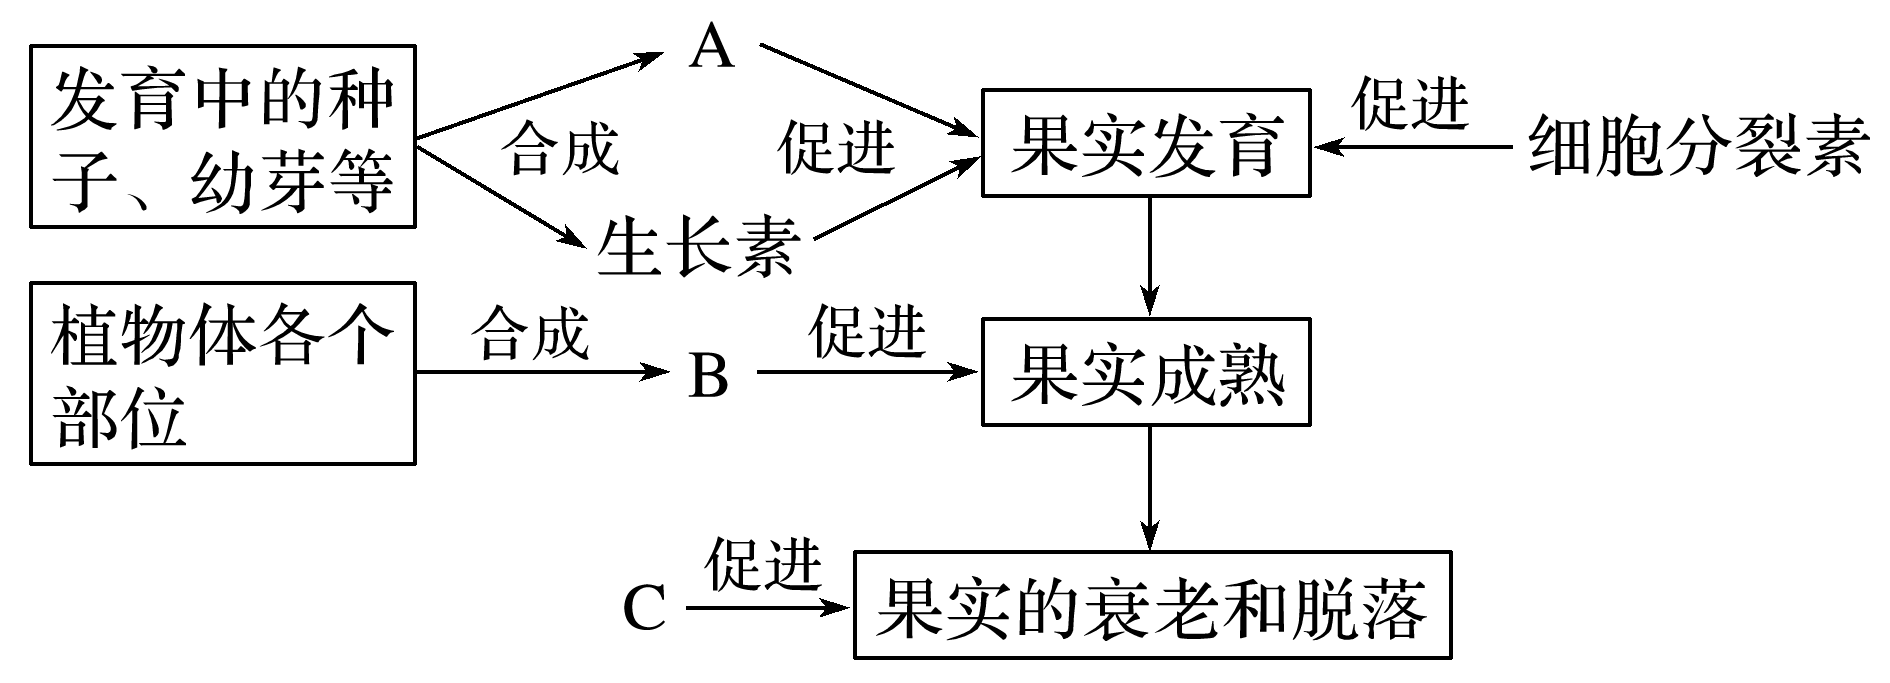 A
发育中的种
子、幼芽等
合成
促进
果实发育
促进
细胞分裂素
生长素
植物体各个
部位
合成
B
促进
果实成熟
C
促进
果实的衰老和脱落